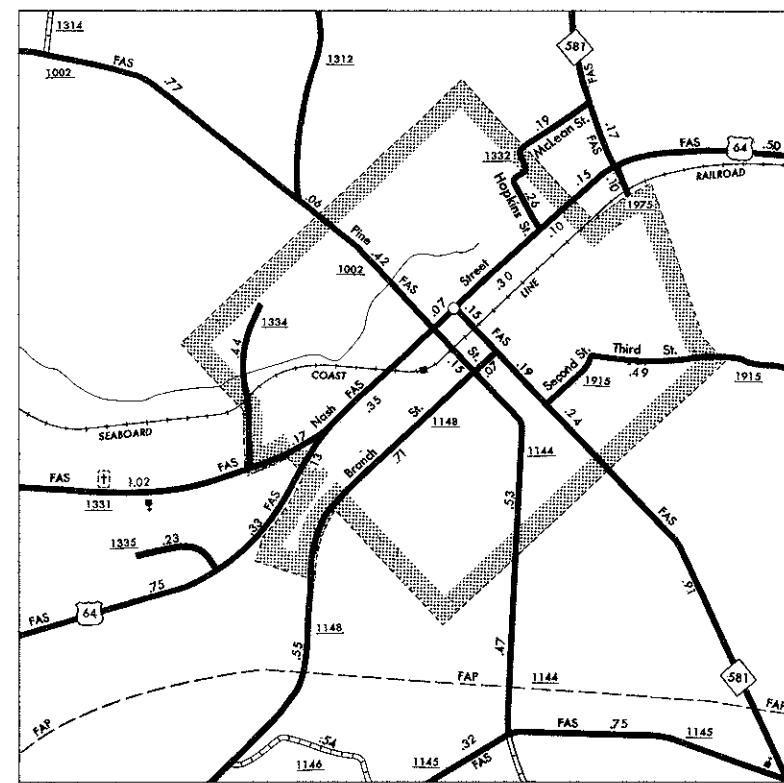 1314
1002
FAS
.77
1312
581
FAS
.19
McLean St.
1332
FAS
.17
Hopkins St.
.26
.15
.10
FAS
64
.50
RAILROAD
1975
.06
Pine
.42
1002
FAS
.10
Street
.30
LINE
.07
.15
FAS
1334
.44
COAST
SEABOARD
Nash
FAS
.35
.15
St.
.07
.19
Second St.
Third
St.
.49
1915
1915
.24
St.
1148
Branch
.71
1144
.17
FAS
.13
FAS
1.02
1331
FAS
.33
1335
.23
.75
FAS
64
.53
FAS
.91
581
1148
.55
.47
FAP
1144
FAP
FAP
.54
1146
.32
1145
FAS
FAS
.75
1145